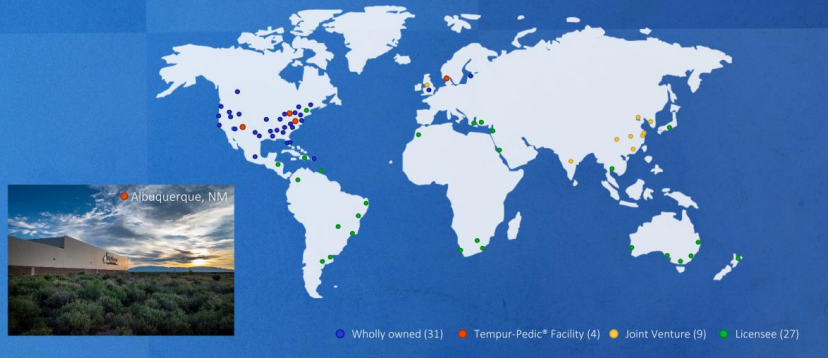 Albuquerque, NM
Wholly owned (31)
Tempur-Pedic® Facility (4)
Joint Venture (9)
Licensee (27)